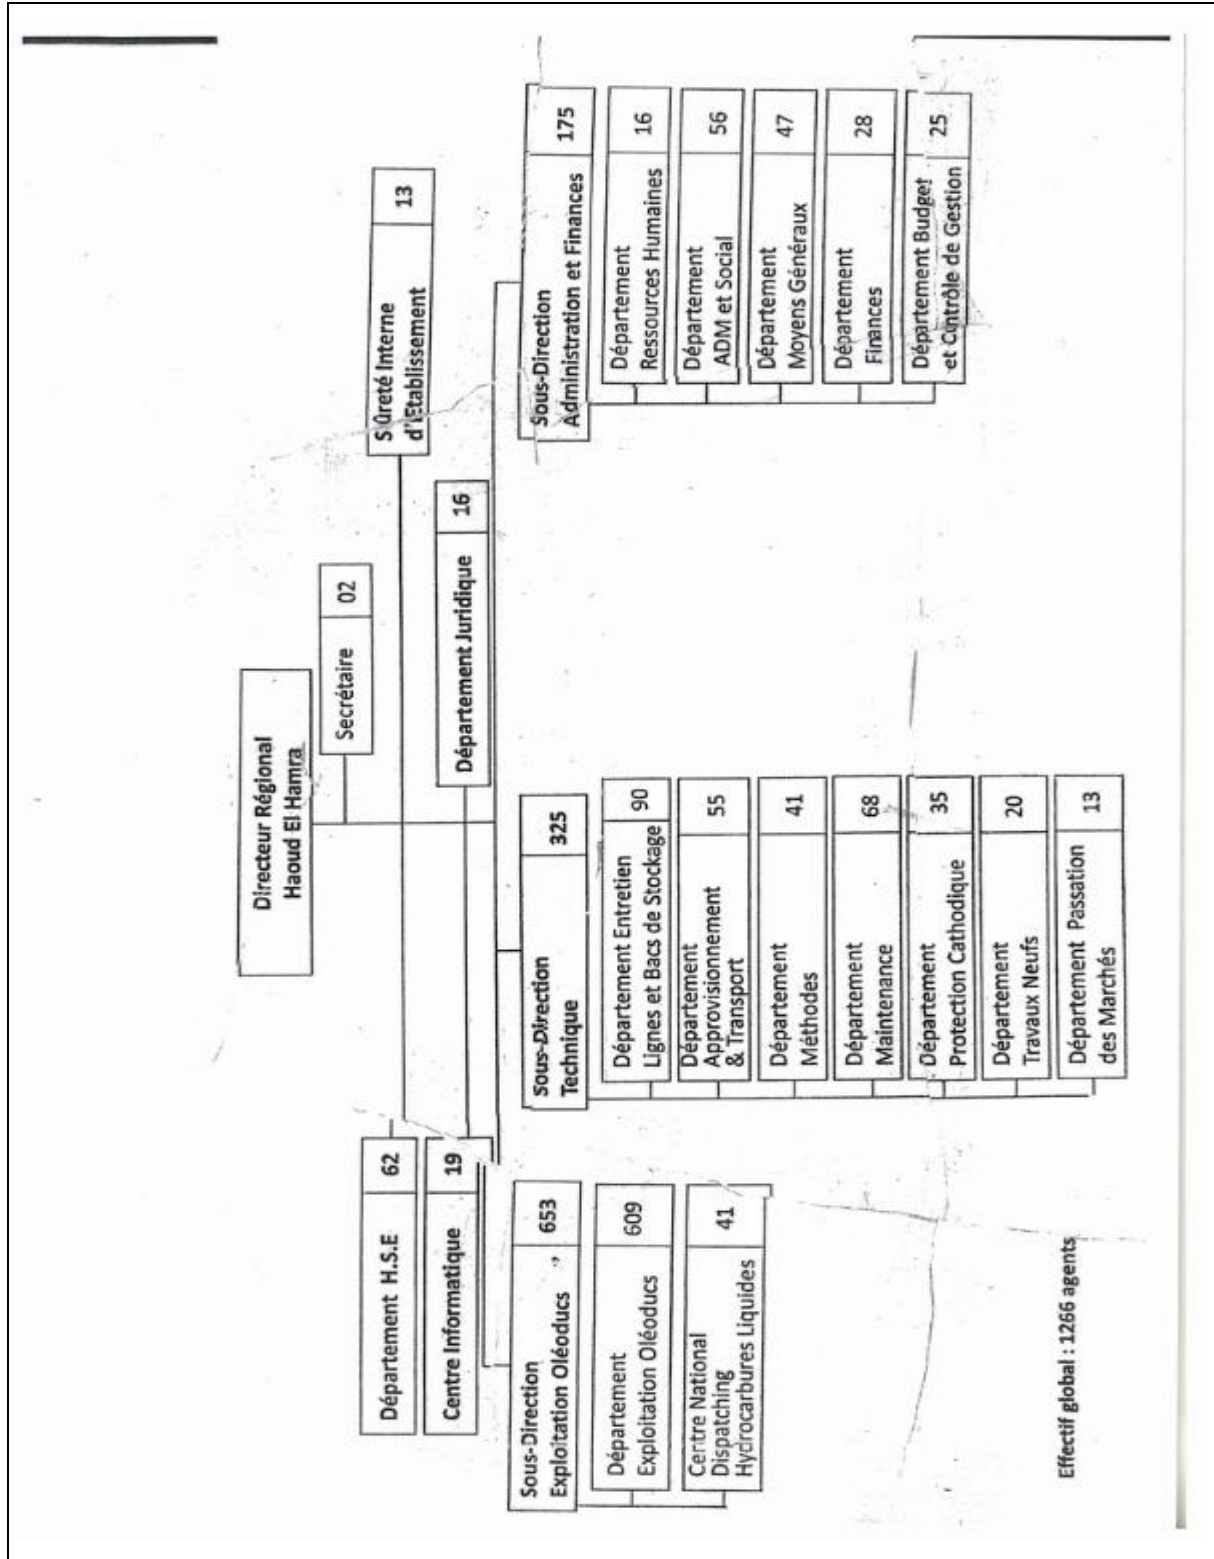 Directeur Régional
Haoud El Hamra
Secrétaire
02
Sûreté Interne
d'Etablissement
13
Département H.S.E
62
Département Juridique
16
Centre Informatique
19
Sous-Direction
Exploitation Oléoducs
653
Département
Exploitation Oléoducs
609
Centre National
Dispatching
Hydrocarbures Liquides
41
Sous-Direction
Technique
325
Département Entretien
Lignes et Bacs de Stockage
90
Département
Approvisionnement
& Transport
55
Département
Méthodes
41
Département
Maintenance
68
Département
Protection Cathodique
35
Département
Travaux Neufs
20
Département Passation
des Marchés
13
Sous-Direction
Administration et Finances
175
Département
Ressources Humaines
16
Département
ADM et Social
56
Département
Moyens Généraux
47
Département
Finances
28
Département Budget
et Contrôle de Gestion
25
Effectif global : 1266 agents